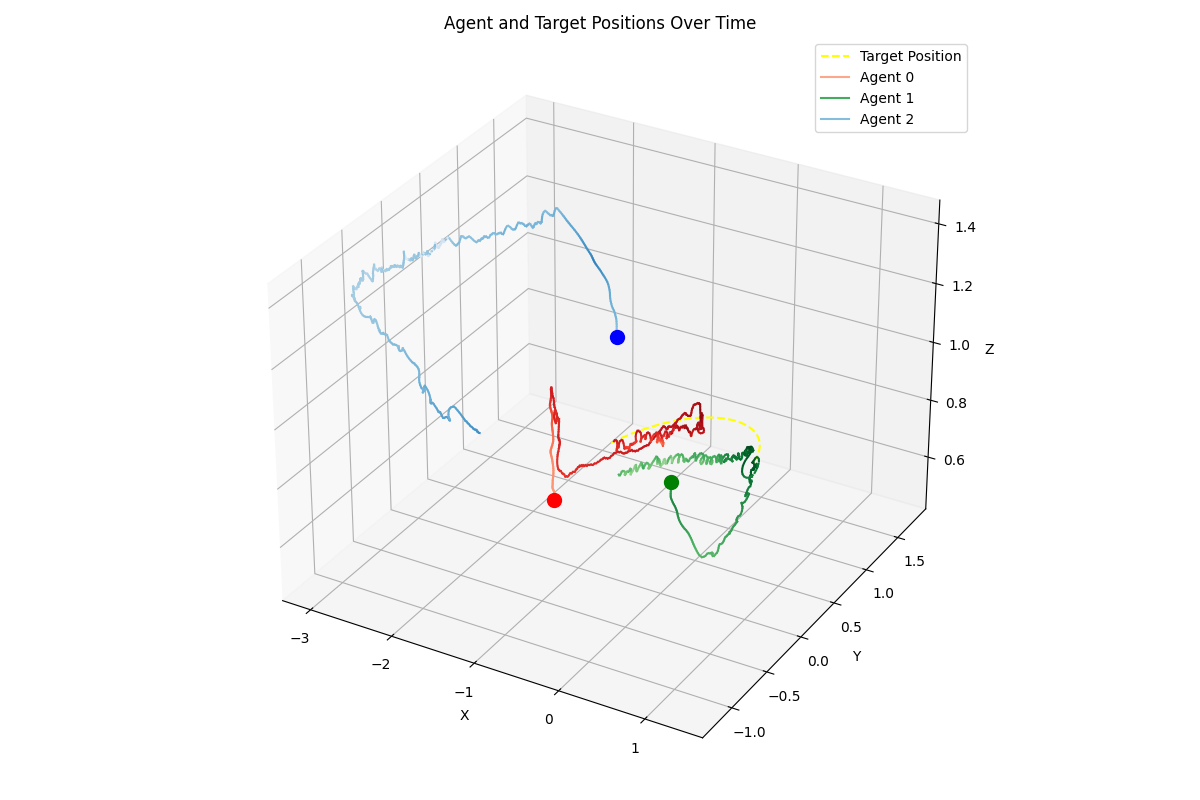 Agent and Target Positions Over Time
Target Position
Agent 0
Agent 1
Agent 2
1.4
1.2
1.0
0.8
0.6
Z
1.5
1.0
0.5
0.0
−0.5
−1.0
Y
−3
−2
−1
0
1
X